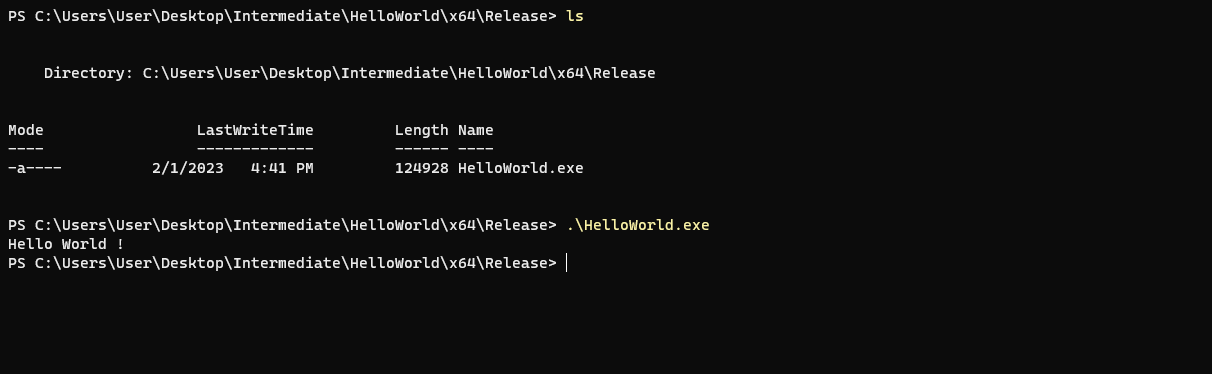 PS C:\Users\User\Desktop\Intermediate\HelloWorld\x64\Release> ls
Directory: C:\Users\User\Desktop\Intermediate\HelloWorld\x64\Release
Mode                 LastWriteTime         Length Name
----                 -------------         ------ ----
-a----          2/1/2023   4:41 PM         124928 HelloWorld.exe
PS C:\Users\User\Desktop\Intermediate\HelloWorld\x64\Release> .\HelloWorld.exe
Hello World !
PS C:\Users\User\Desktop\Intermediate\HelloWorld\x64\Release>